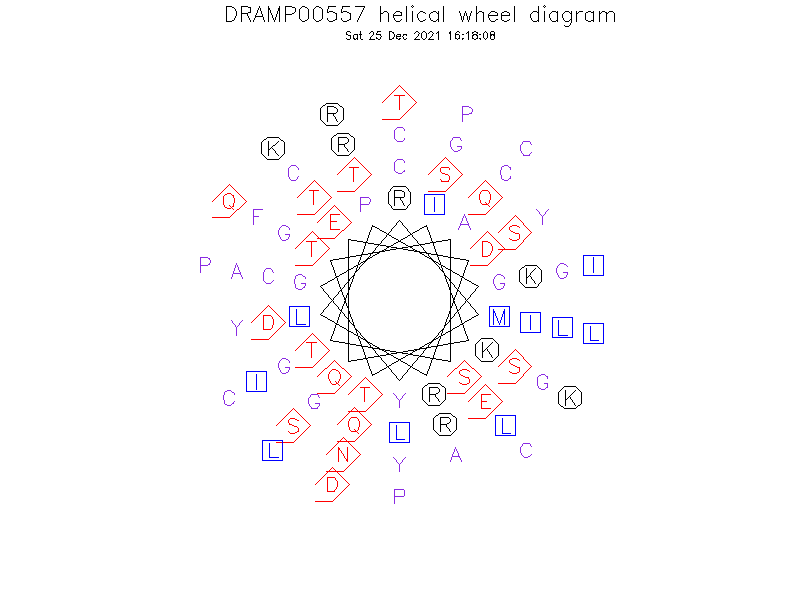 DRAMP00557 helical wheel diagram
Sat 25 Dec 2021 16:18:08
T
R P
C
R G
K C
C
C T S C
Q T P R I Q
F E A Y
G S
T D
P A C G G K G I
Y D L M I L L
T K
G S
I Q S G
C G T Y R E K
S Q L R L
L N Y A C
D
P